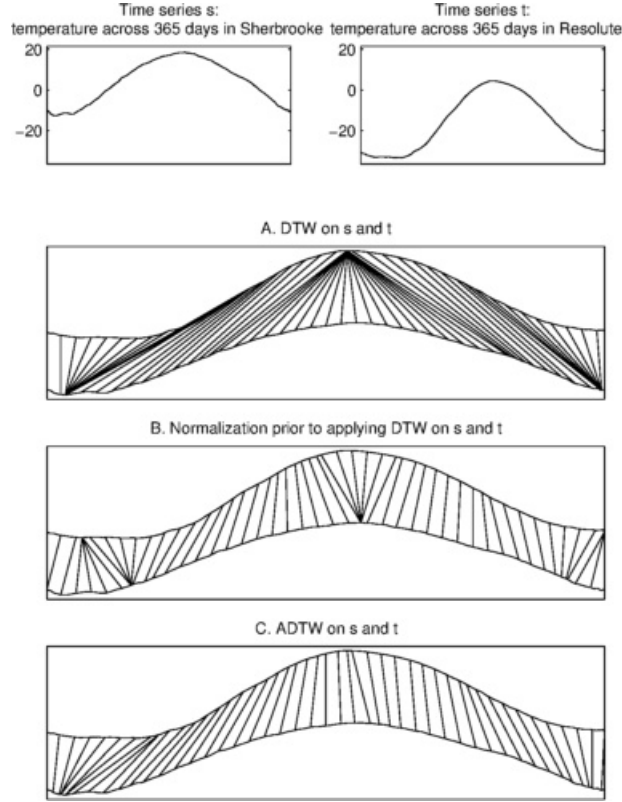 Time series s:
temperature across 365 days in Sherbrooke
Time series t:
temperature across 365 days in Resolute
20
0
−20
20
0
−20
A. DTW on s and t
B. Normalization prior to applying DTW on s and t
C. ADTW on s and t